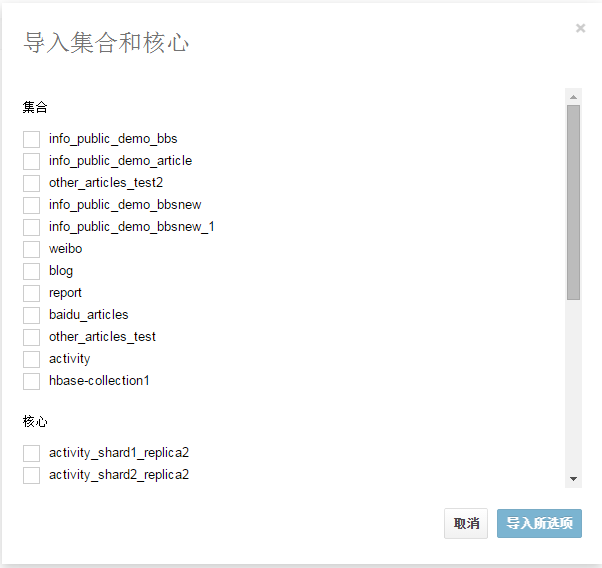 导入集合和核心
×
集合
info_public_demo_bbs
info_public_demo_article
other_articles_test2
info_public_demo_bbsnew
info_public_demo_bbsnew_1
weibo
blog
report
baidu_articles
other_articles_test
activity
hbase-collection1
核心
activity_shard1_replica2
activity_shard2_replica2
取消 导入所选项